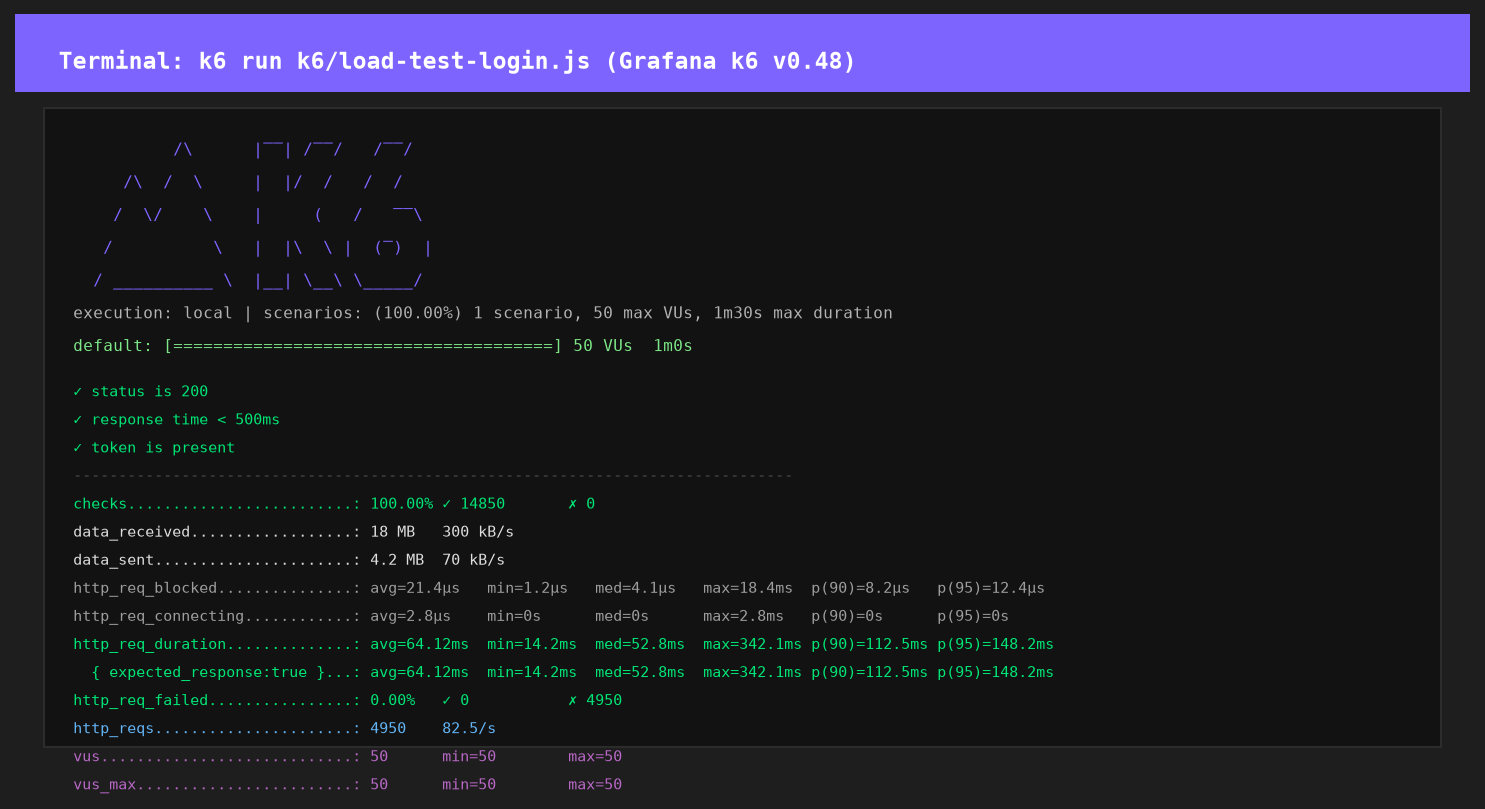 Terminal: k6 run k6/load-test-login.js (Grafana k6 v0.48)
          /\      |‾‾| /‾‾/   /‾‾/
     /\  /  \     |  |/  /   /  /
    /  \/    \    |     (   /   ‾‾\
   /          \   |  |\  \ |  (‾)  |
  / __________ \  |__| \__\ \_____/
execution: local | scenarios: (100.00%) 1 scenario, 50 max VUs, 1m30s max duration
default: [======================================] 50 VUs  1m0s
✓ status is 200
✓ response time < 500ms
✓ token is present
--------------------------------------------------------------------------------
checks.........................: 100.00% ✓ 14850       ✗ 0
data_received..................: 18 MB   300 kB/s
data_sent......................: 4.2 MB  70 kB/s
http_req_blocked...............: avg=21.4µs   min=1.2µs   med=4.1µs   max=18.4ms  p(90)=8.2µs   p(95)=12.4µs
http_req_connecting............: avg=2.8µs    min=0s      med=0s      max=2.8ms   p(90)=0s      p(95)=0s
http_req_duration..............: avg=64.12ms  min=14.2ms  med=52.8ms  max=342.1ms p(90)=112.5ms p(95)=148.2ms
  { expected_response:true }...: avg=64.12ms  min=14.2ms  med=52.8ms  max=342.1ms p(90)=112.5ms p(95)=148.2ms
http_req_failed................: 0.00%   ✓ 0           ✗ 4950
http_reqs......................: 4950    82.5/s
vus............................: 50      min=50        max=50
vus_max........................: 50      min=50        max=50